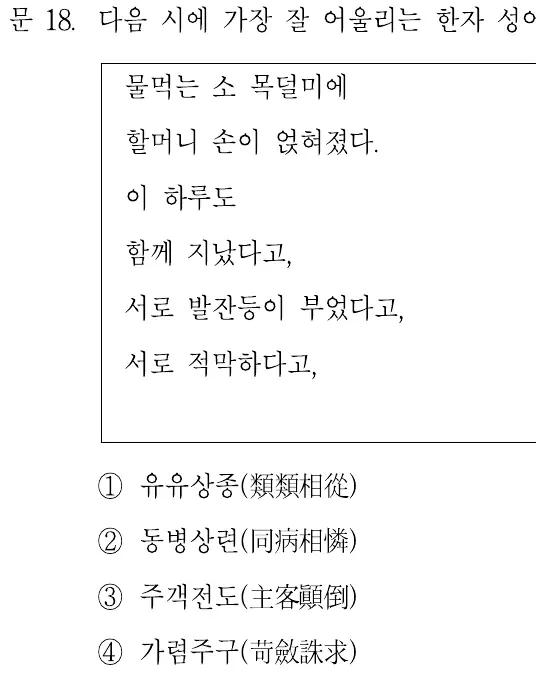 문 18. 다음 시에 가장 잘 어울리는 한자 성어
물먹는 소 목덜미에
할머니 손이 얹혀졌다.
이 하루도
함께 지났다고,
서로 발잔등이 부었다고,
서로 적막하다고,
① 유유상종(類類相從)
② 동병상련(同病相憐)
③ 주객전도(主客顚倒)
④ 가렴주구(苛斂誅求)